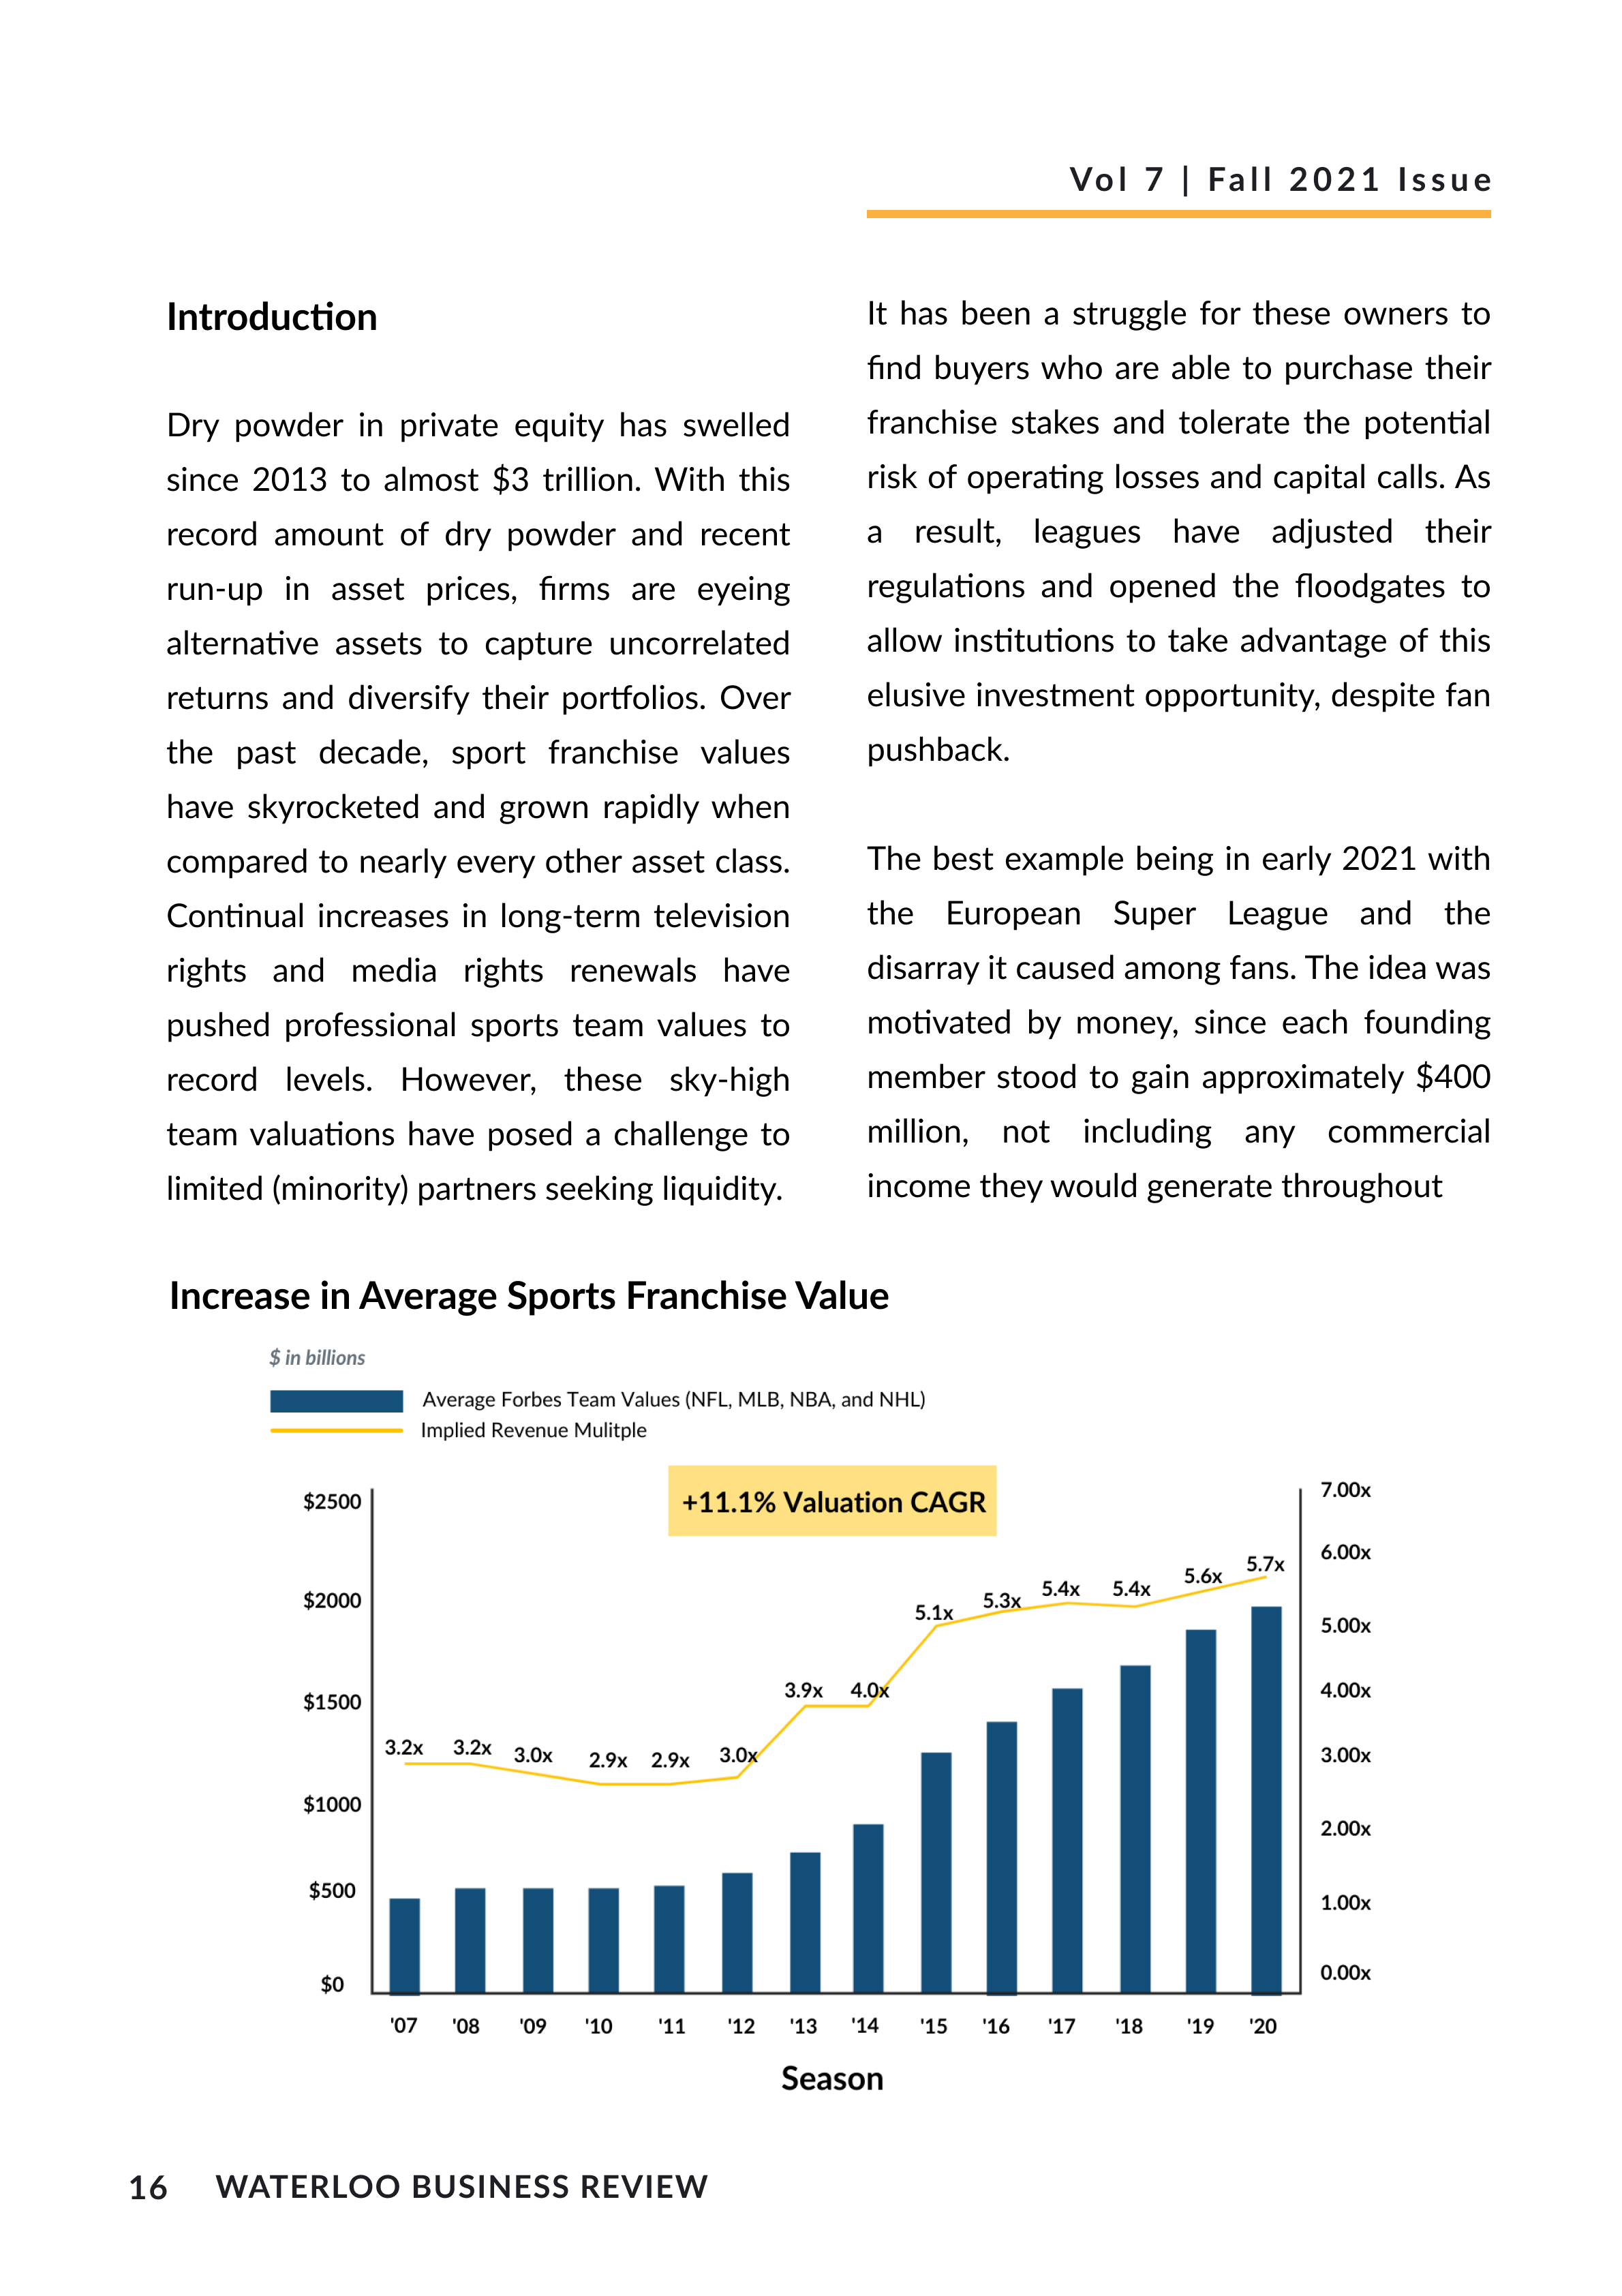 Vol 7 | Fall 2021 Issue
Introduction
Dry powder in private equity has swelled
since 2013 to almost $3 trillion. With this
record amount of dry powder and recent
run-up in asset prices, firms are eyeing
alternative assets to capture uncorrelated
returns and diversify their portfolios. Over
the past decade, sport franchise values
have skyrocketed and grown rapidly when
compared to nearly every other asset class.
Continual increases in long-term television
rights and media rights renewals have
pushed professional sports team values to
record levels. However, these sky-high
team valuations have posed a challenge to
limited (minority) partners seeking liquidity.
It has been a struggle for these owners to
find buyers who are able to purchase their
franchise stakes and tolerate the potential
risk of operating losses and capital calls. As
a result, leagues have adjusted their
regulations and opened the floodgates to
allow institutions to take advantage of this
elusive investment opportunity, despite fan
pushback.
The best example being in early 2021 with
the European Super League and the
disarray it caused among fans. The idea was
motivated by money, since each founding
member stood to gain approximately $400
million, not including any commercial
income they would generate throughout
Increase in Average Sports Franchise Value
$ in billions
Average Forbes Team Values (NFL, MLB, NBA, and NHL)
Implied Revenue Mulitple
+11.1% Valuation CAGR
$2500
$2000
$1500
$1000
$500
$0
3.2x 3.2x 3.0x 2.9x 2.9x 3.0x 3.9x 4.0x 5.1x 5.3x 5.4x 5.4x 5.6x 5.7x
7.00x
6.00x
5.00x
4.00x
3.00x
2.00x
1.00x
0.00x
'07 '08 '09 '10 '11 '12 '13 '14 '15 '16 '17 '18 '19 '20
Season
16 WATERLOO BUSINESS REVIEW